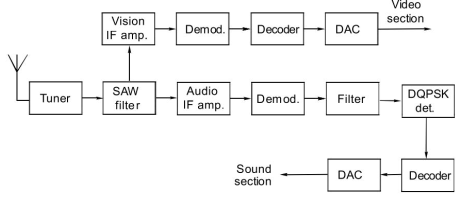 Vision
IF amp.
Demod.
Decoder
DAC
Video
section
Tuner
SAW
filter
Audio
IF amp.
Demod.
Filter
DQPSK
det.
Sound
section
DAC
Decoder